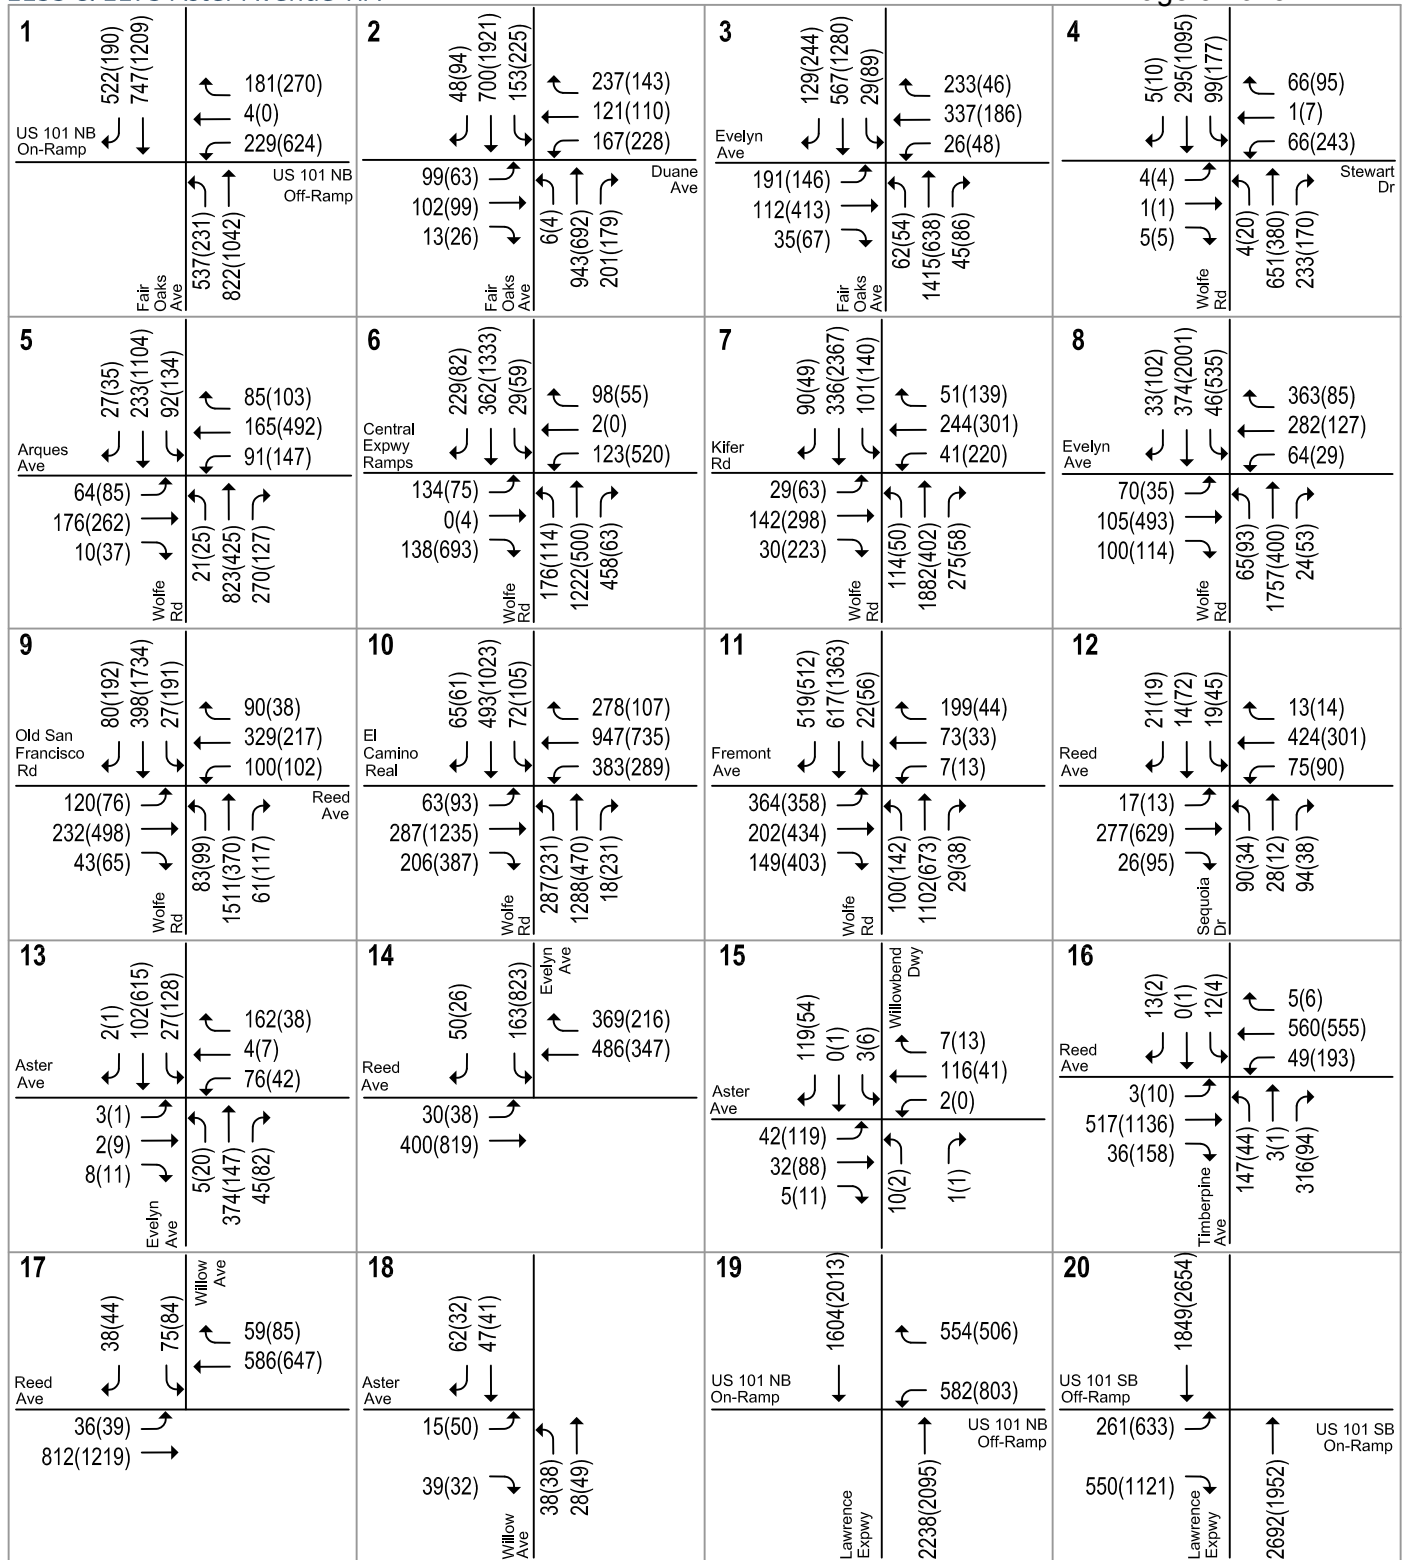 1
522(190)
747(1209)
181(270)
4(0)
229(624)
US 101 NB
On-Ramp
US 101 NB
Off-Ramp
537(231)
822(1042)
Fair
Oaks
Ave
2
48(94)
700(1921)
153(225)
237(143)
121(110)
167(228)
Duane
Ave
99(63)
102(99)
13(26)
6(4)
943(692)
201(179)
Fair
Oaks
Ave
3
129(244)
567(1280)
29(89)
233(46)
337(186)
26(48)
Evelyn
Ave
191(146)
112(413)
35(67)
62(54)
1415(638)
45(86)
Fair
Oaks
Ave
4
5(10)
295(1095)
99(177)
66(95)
1(7)
66(243)
Stewart
Dr
4(4)
1(1)
5(5)
4(20)
651(380)
233(170)
Wolfe
Rd
5
27(35)
233(1104)
92(134)
85(103)
165(492)
91(147)
Arques
Ave
64(85)
176(262)
10(37)
21(25)
823(425)
270(127)
Wolfe
Rd
6
229(82)
362(1333)
29(59)
98(55)
2(0)
123(520)
Central
Expwy
Ramps
134(75)
0(4)
138(693)
176(114)
1222(500)
458(63)
Wolfe
Rd
7
90(49)
336(2367)
101(140)
51(139)
244(301)
41(220)
Kifer
Rd
29(63)
142(298)
30(223)
114(50)
1882(402)
275(58)
Wolfe
Rd
8
33(102)
374(2001)
46(535)
363(85)
282(127)
64(29)
Evelyn
Ave
70(35)
105(493)
100(114)
65(93)
1757(400)
24(53)
Wolfe
Rd
9
80(192)
398(1734)
27(191)
90(38)
329(217)
100(102)
Old San
Francisco
Rd
Reed
Ave
120(76)
232(498)
43(65)
83(99)
1511(370)
61(117)
Wolfe
Rd
10
65(61)
493(1023)
72(105)
278(107)
947(735)
383(289)
El
Camino
Real
63(93)
287(1235)
206(387)
287(231)
1288(470)
18(231)
Wolfe
Rd
11
519(512)
617(1363)
22(56)
199(44)
73(33)
7(13)
Fremont
Ave
364(358)
202(434)
149(403)
100(142)
1102(673)
29(38)
Wolfe
Rd
12
21(19)
14(72)
19(45)
13(14)
424(301)
75(90)
Reed
Ave
17(13)
277(629)
26(95)
90(34)
28(12)
94(38)
Sequoia
Dr
13
2(1)
102(615)
27(128)
162(38)
4(7)
76(42)
Aster
Ave
3(1)
2(9)
8(11)
5(20)
374(147)
45(82)
Evelyn
Ave
14
50(26)
163(823)
Evelyn
Ave
369(216)
486(347)
Reed
Ave
30(38)
400(819)
15
119(54)
0(1)
3(6)
Willowbend
Dwy
7(13)
116(41)
2(0)
Aster
Ave
42(119)
32(88)
5(11)
10(2)
1(1)
16
13(2)
0(1)
12(4)
5(6)
560(555)
49(193)
Reed
Ave
3(10)
517(1136)
36(158)
147(44)
3(1)
316(94)
Timberpine
Ave
17
38(44)
75(84)
Willow
Ave
59(85)
586(647)
Reed
Ave
36(39)
812(1219)
18
62(32)
47(41)
Aster
Ave
15(50)
39(32)
38(38)
28(49)
Willow
Ave
19
1604(2013)
554(506)
582(803)
US 101 NB
On-Ramp
US 101 NB
Off-Ramp
2238(2095)
Lawrence
Expwy
20
1849(2654)
US 101 SB
Off-Ramp
US 101 SB
On-Ramp
261(633)
550(1121)
2692(1952)
Lawrence
Expwy